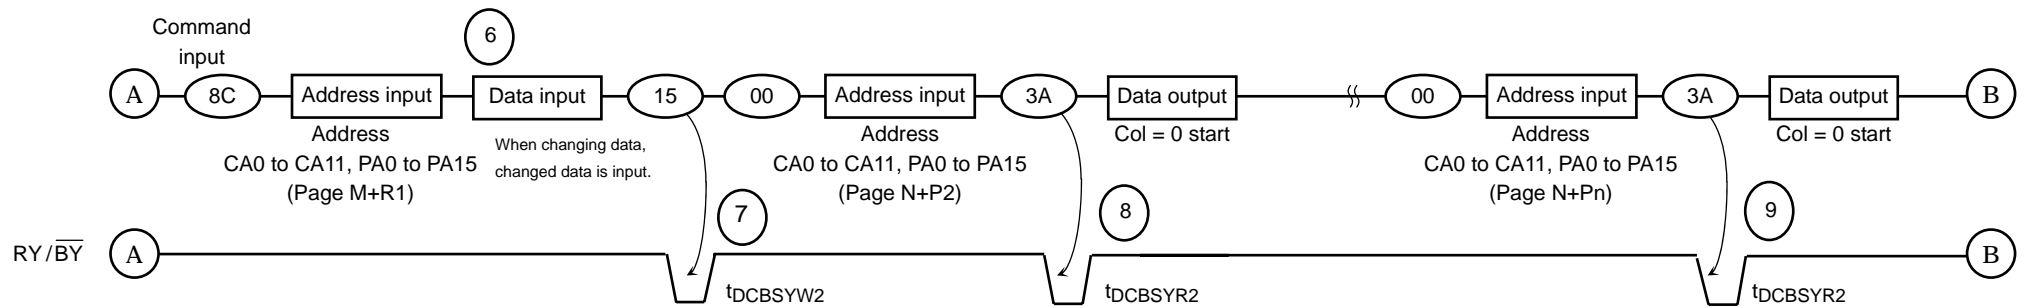 Command
input
6
A
8C
Address input
Data input
15
00
Address input
3A
Data output
00
Address input
3A
Data output
B
Address
CA0 to CA11, PA0 to PA15
(Page M+R1)
When changing data,
changed data is input.
Address
CA0 to CA11, PA0 to PA15
(Page N+P2)
Col = 0 start
Address
CA0 to CA11, PA0 to PA15
(Page N+Pn)
Col = 0 start
7
8
9
RY/BY
A
B
tDCBSYW2
tDCBSYR2
tDCBSYR2